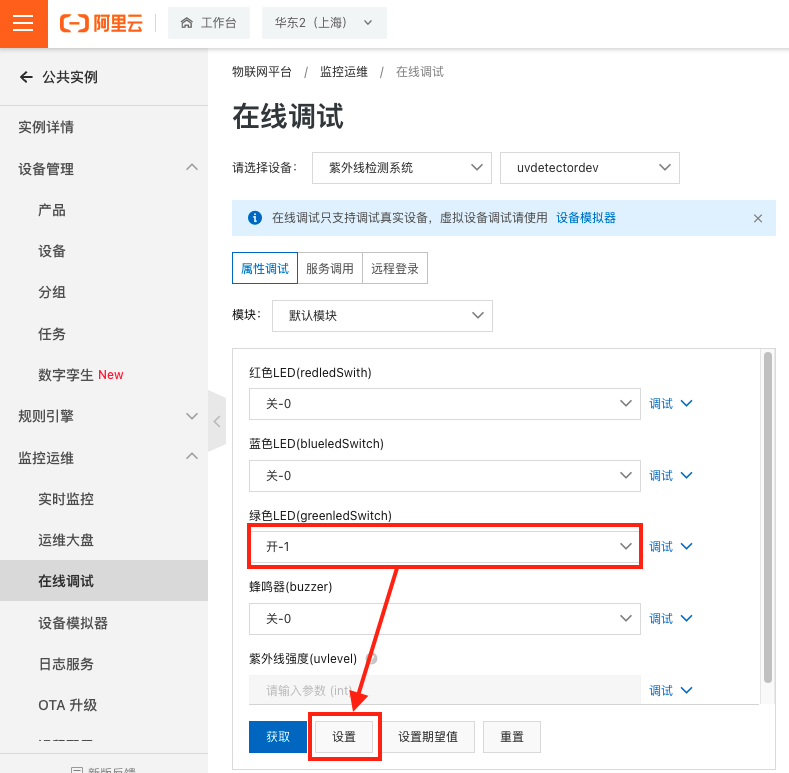 阿里云 工作台 华东2（上海）
公共实例
实例详情
设备管理
产品
设备
分组
任务
数字孪生 New
规则引擎
监控运维
实时监控
运维大盘
在线调试
设备模拟器
日志服务
OTA 升级
物联网平台 / 监控运维 / 在线调试
在线调试
请选择设备： 紫外线检测系统 uvdetectordev
在线调试只支持调试真实设备，虚拟设备调试请使用 设备模拟器
属性调试 服务调用 远程登录
模块： 默认模块
红色LED(redledSwith)
关-0 调试
蓝色LED(blueledSwitch)
关-0 调试
绿色LED(greenledSwitch)
开-1 调试
蜂鸣器(buzzer)
关-0 调试
紫外线强度(uvlevel)
请输入参数 (int) 调试
获取 设置 设置期望值 重置